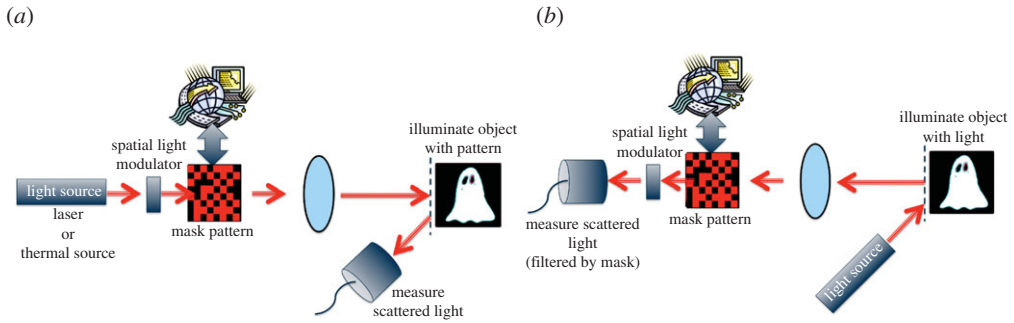 (a)
spatial light
modulator
light source
laser
or
thermal source
mask pattern
illuminate object
with pattern
measure
scattered light
(b)
spatial light
modulator
mask pattern
measure scattered
light
(filtered by mask)
illuminate object
with light
light source